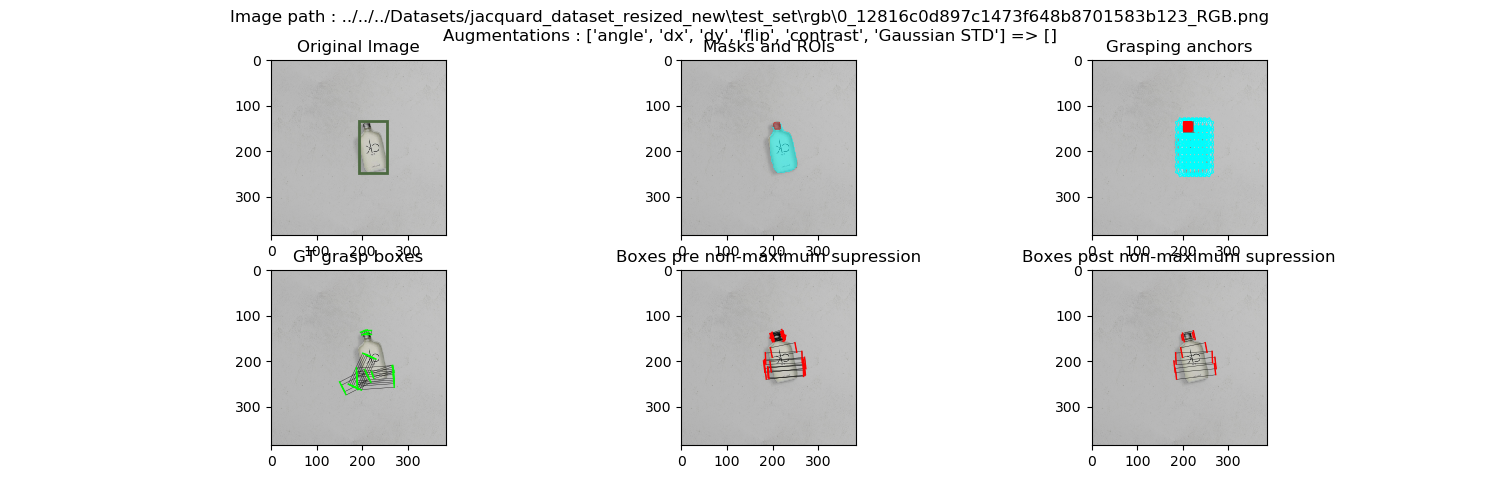 Image path : ../../../Datasets/jacquard_dataset_resized_new\test_set\rgb\0_12816c0d897c1473f648b8701583b123_RGB.png
Augmentations : ['angle', 'dx', 'dy', 'flip', 'contrast', 'Gaussian STD'] => []
Original Image
Masks and ROIs
Grasping anchors
0
100
200
300
0 100 200 300
0
100
200
300
0 100 200 300
0
100
200
300
0 100 200 300
GT grasp boxes
Boxes pre non-maximum supression
Boxes post non-maximum supression
0
100
200
300
0 100 200 300
0
100
200
300
0 100 200 300
0
100
200
300
0 100 200 300